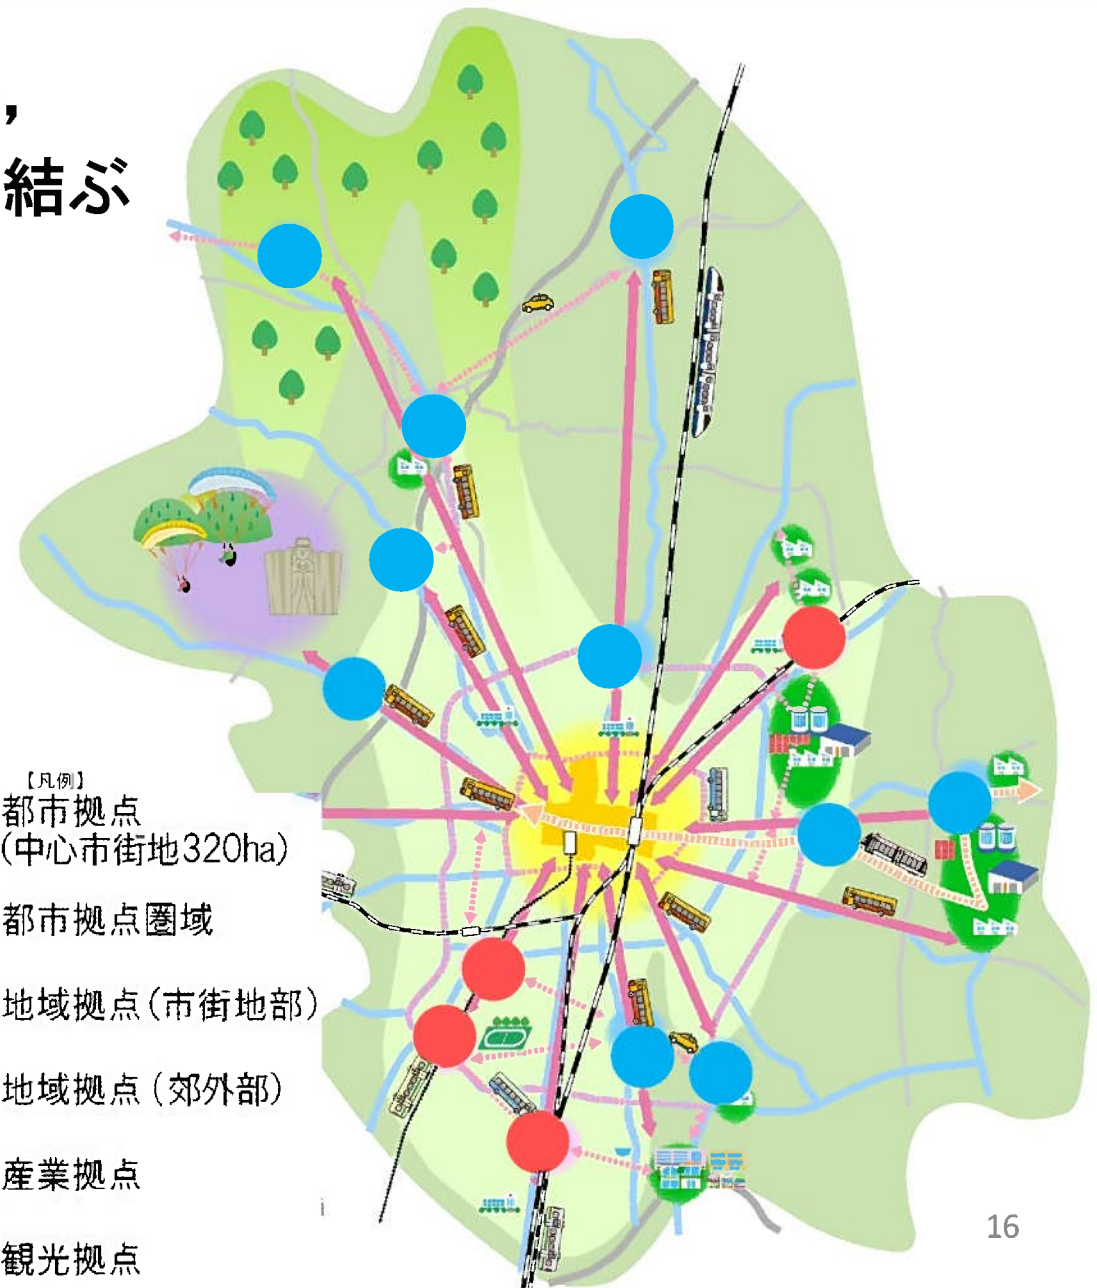 ，
結ぶ
【凡例】
都市拠点
(中心市街地320ha)
都市拠点圏域
地域拠点(市街地部)
地域拠点(郊外部)
産業拠点
観光拠点
16